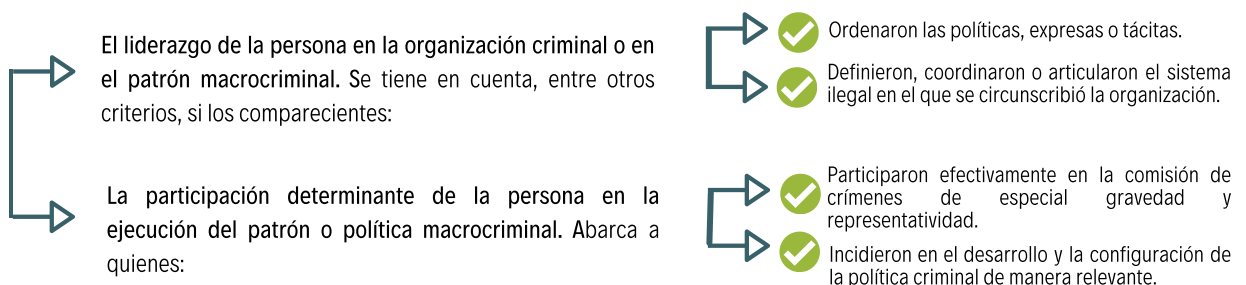 El liderazgo de la persona en la organización criminal o en
el patrón macrocriminal. Se tiene en cuenta, entre otros
criterios, si los comparecientes:
Ordenaron las políticas, expresas o tácitas.
Definieron, coordinaron o articularon el sistema
ilegal en el que se circunscribió la organización.
La participación determinante de la persona en la
ejecución del patrón o política macrocriminal. Abarca a
quienes:
Participaron efectivamente en la comisión de
crímenes de especial gravedad y
representatividad.
Incidieron en el desarrollo y la configuración de
la política criminal de manera relevante.